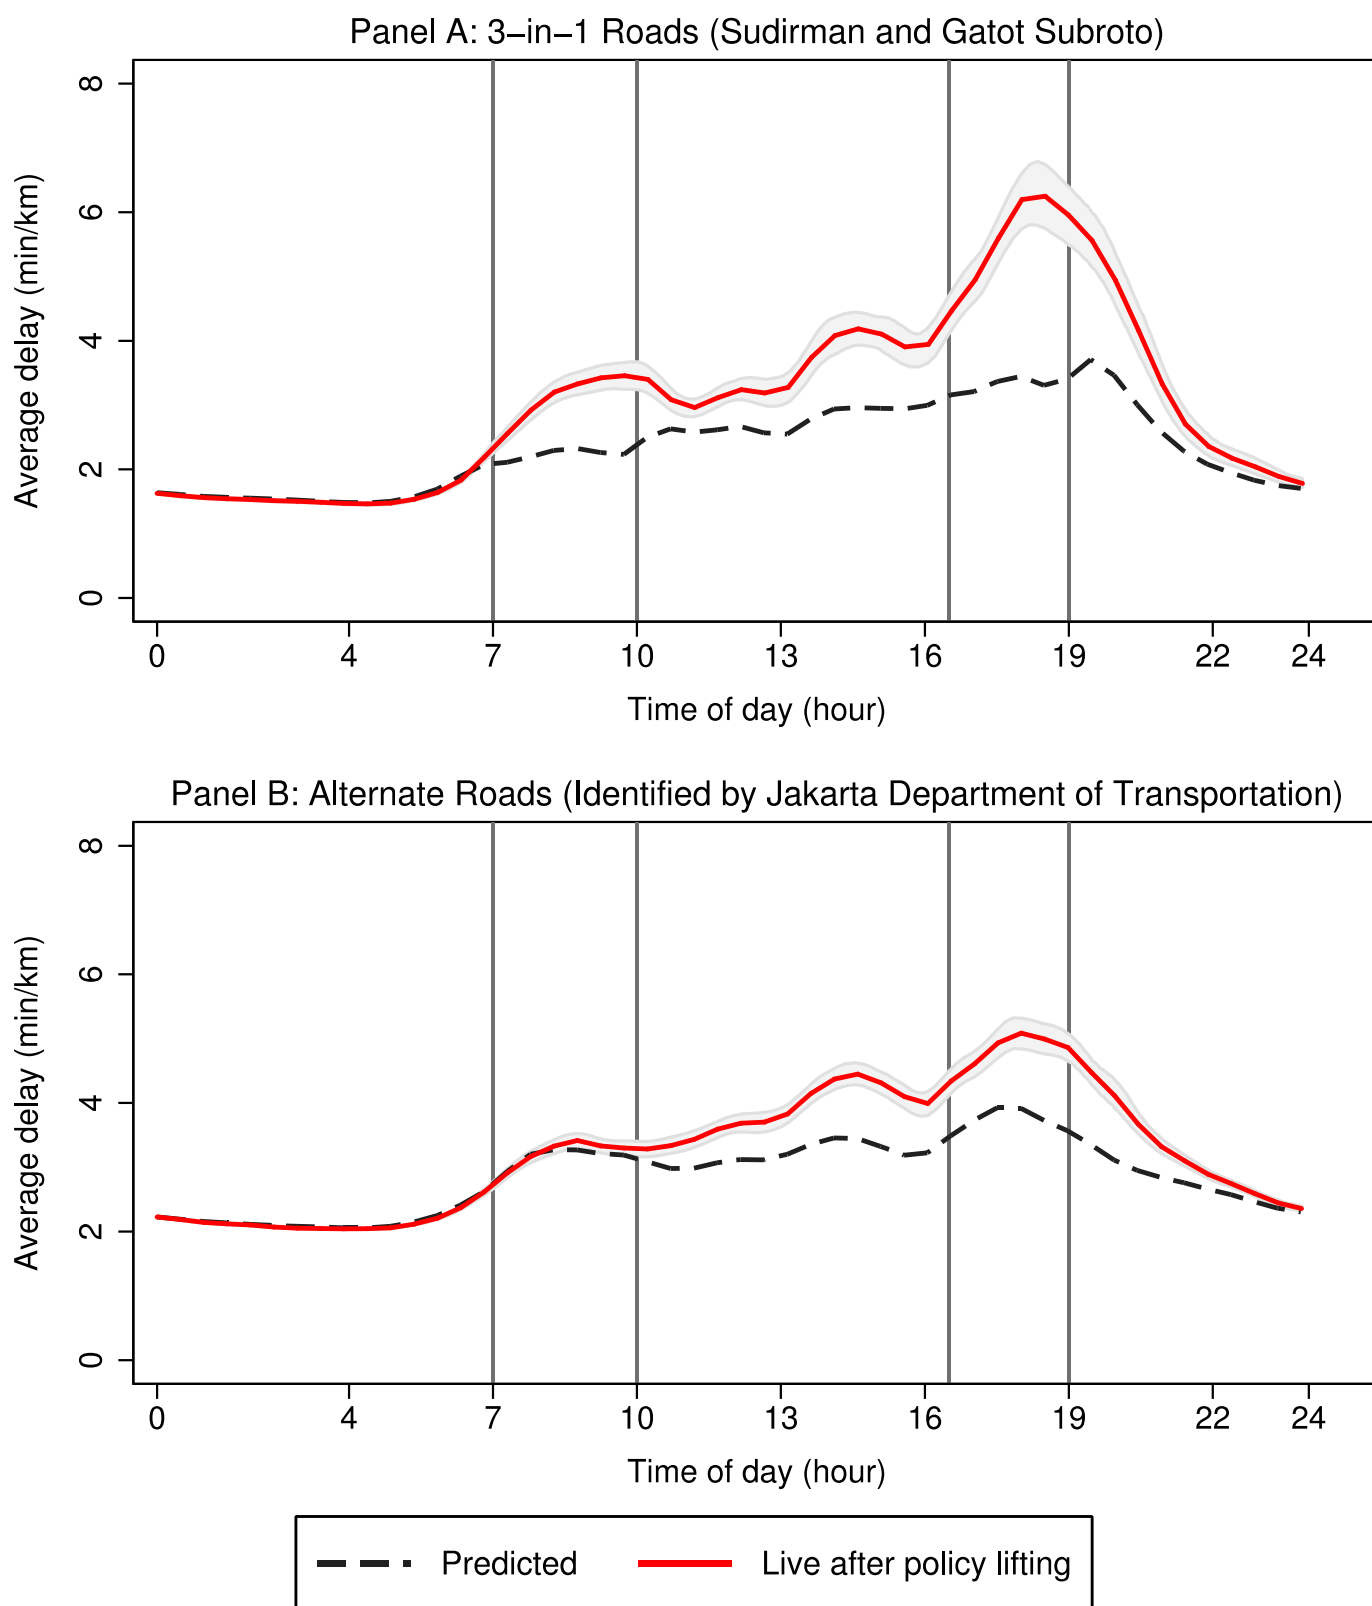 Panel A: 3−in−1 Roads (Sudirman and Gatot Subroto)
Average delay (min/km)
8
6
4
2
0
0 4 7 10 13 16 19 22 24
Time of day (hour)
Panel B: Alternate Roads (Identified by Jakarta Department of Transportation)
Average delay (min/km)
8
6
4
2
0
0 4 7 10 13 16 19 22 24
Time of day (hour)
Predicted Live after policy lifting